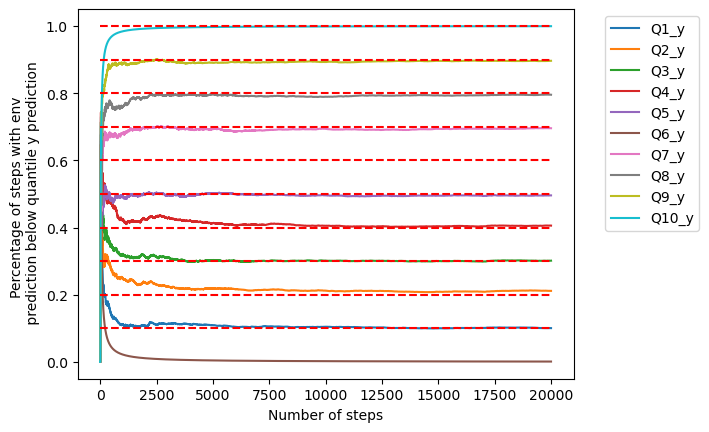 Percentage of steps with env
prediction below quantile y prediction
1.0
0.8
0.6
0.4
0.2
0.0
0
2500
5000
7500
10000
12500
15000
17500
20000
Number of steps
Q1_y
Q2_y
Q3_y
Q4_y
Q5_y
Q6_y
Q7_y
Q8_y
Q9_y
Q10_y